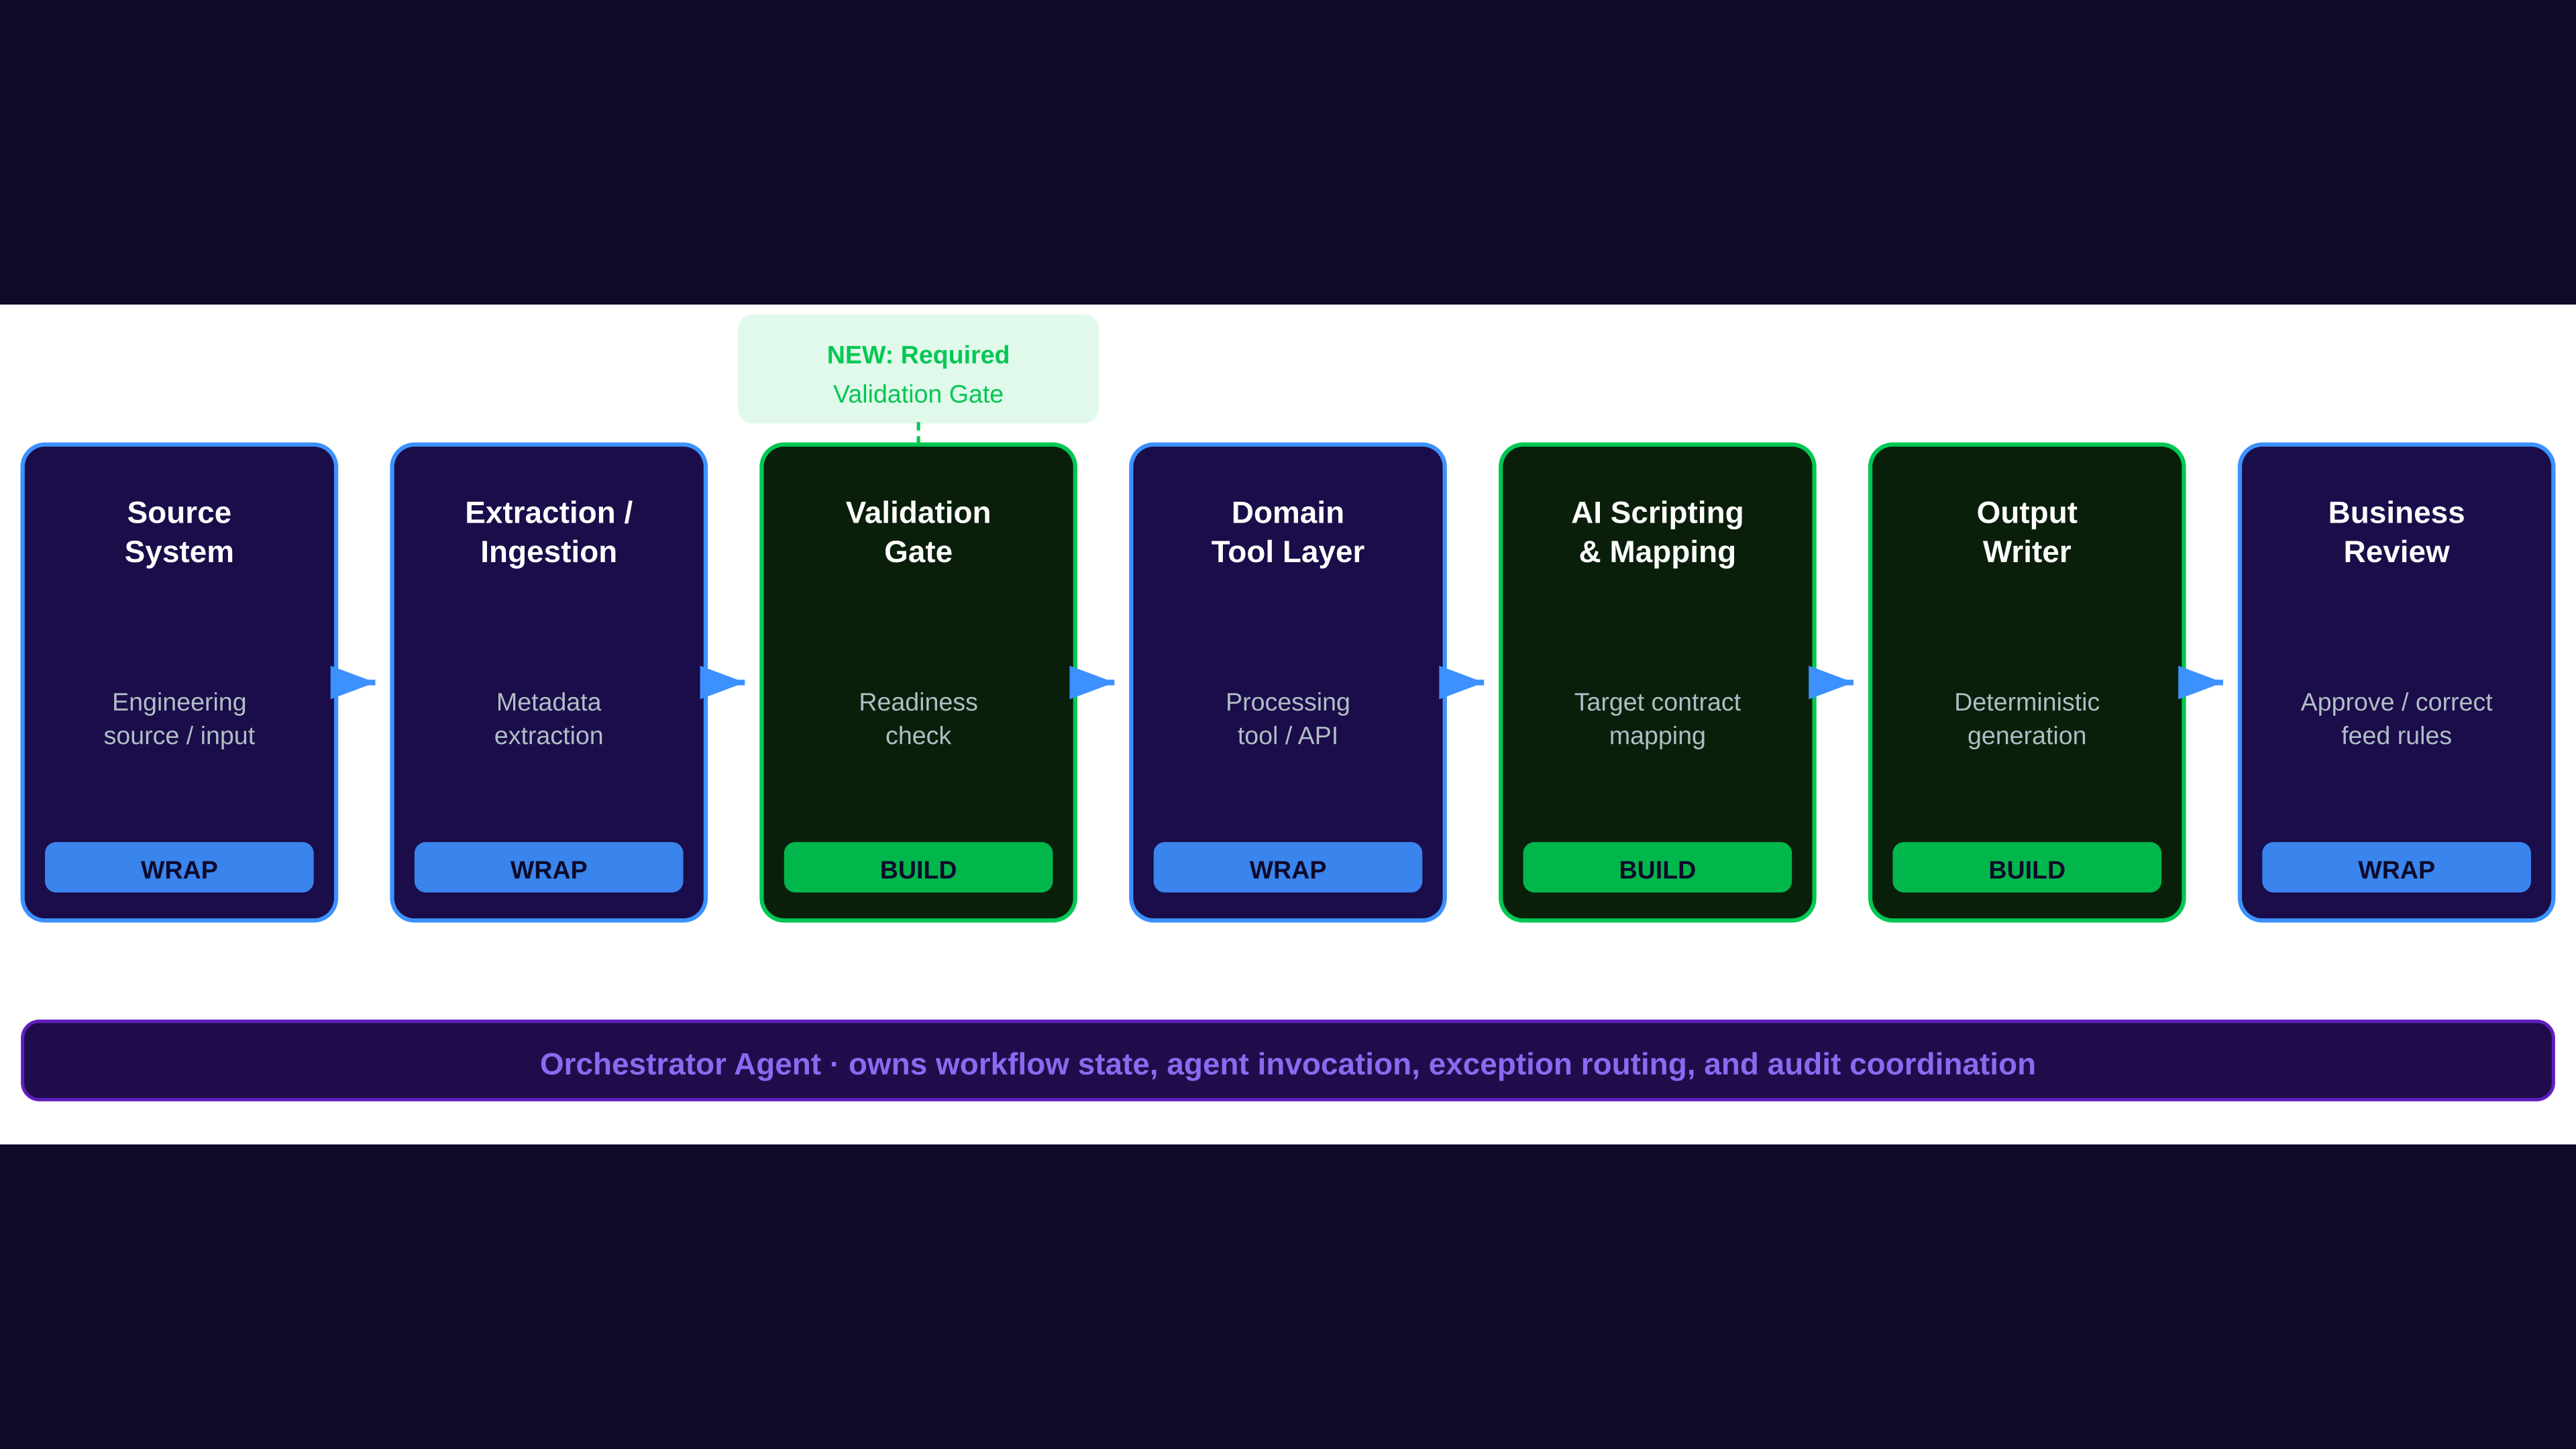 NEW: Required
Validation Gate
Source
System
Engineering
source / input
WRAP
Extraction /
Ingestion
Metadata
extraction
WRAP
Validation
Gate
Readiness
check
BUILD
Domain
Tool Layer
Processing
tool / API
WRAP
AI Scripting
& Mapping
Target contract
mapping
BUILD
Output
Writer
Deterministic
generation
BUILD
Business
Review
Approve / correct
feed rules
WRAP
Orchestrator Agent · owns workflow state, agent invocation, exception routing, and audit coordination